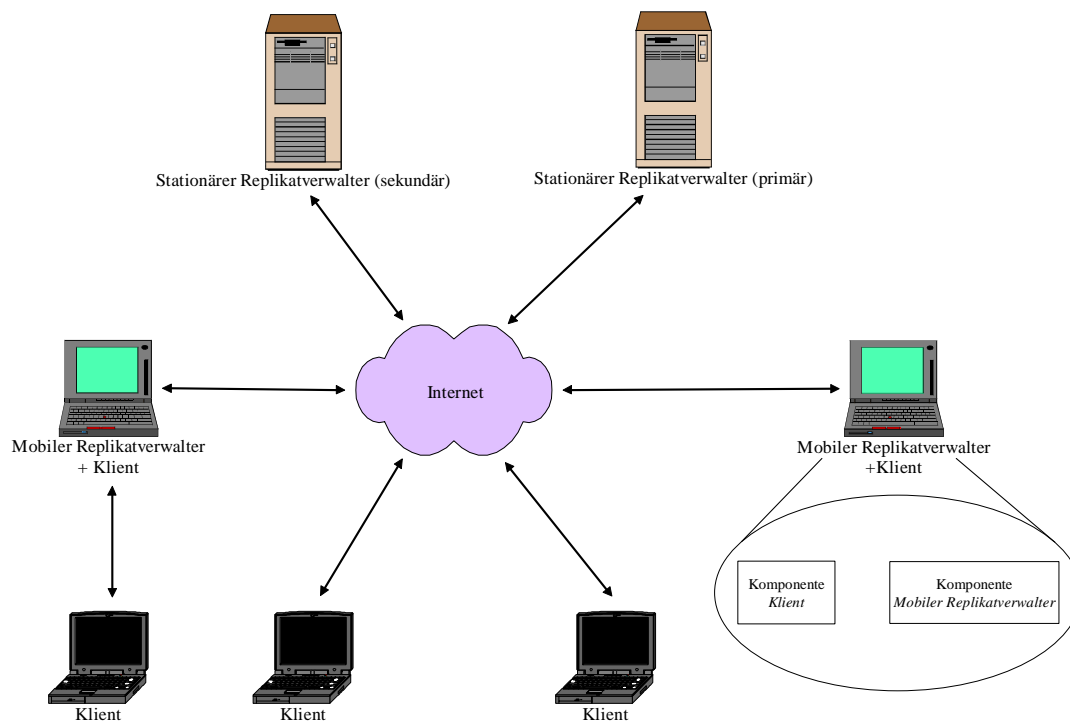 Stationärer Replikatverwalter (sekundär)
Stationärer Replikatverwalter (primär)
Internet
Mobiler Replikatverwalter
+ Klient
Mobiler Replikatverwalter
+Klient
Komponente
Klient
Komponente
Mobiler Replikatverwalter
Klient
Klient
Klient